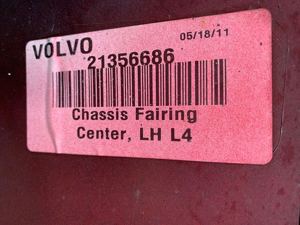 VOLVO 05/18/11
21356686
Chassis Fairing
Center, LH L4